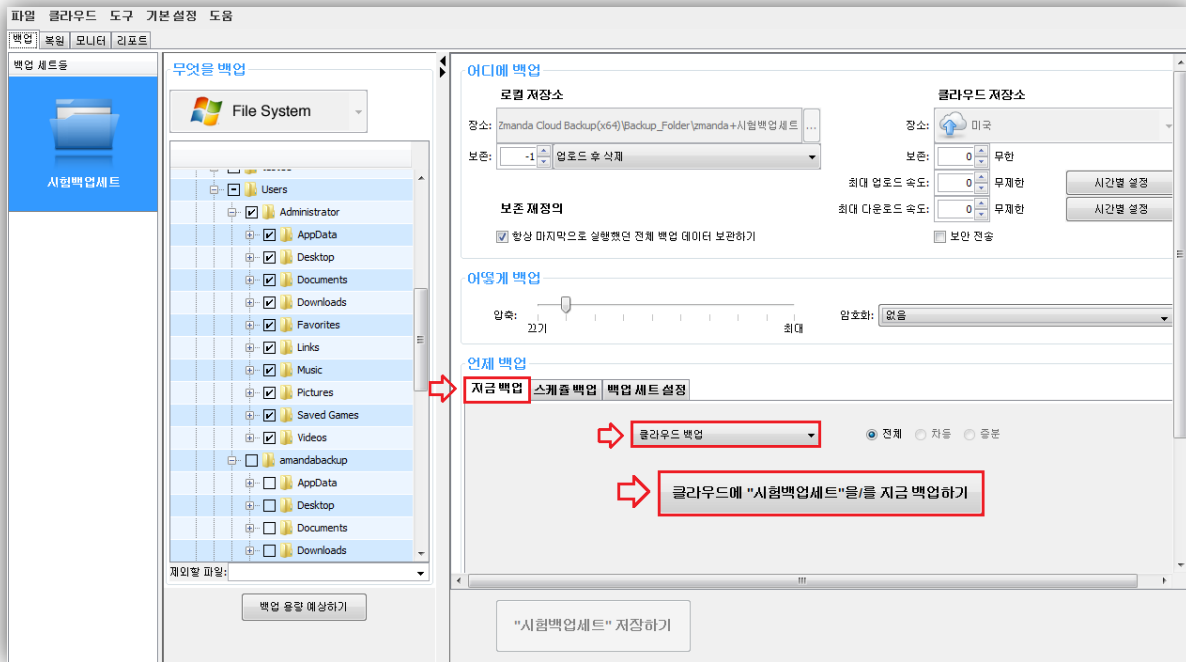 파일 클라우드 도구 기본 설정 도움
백업 복원 모니터 리포트
백업 세트들
시험백업세트
무엇을 백업
File System
Users
Administrator
AppData
Desktop
Documents
Downloads
Favorites
Links
Music
Pictures
Saved Games
Videos
amandabackup
AppData
Desktop
Documents
Downloads
제외할 파일:
백업 용량 예상하기
어디에 백업
로컬 저장소
장소: Zmanda Cloud Backup(x64)\Backup_Folder\zmanda+시험백업세트 ...
보존: -1 업로드 후 삭제
보존 재정의
항상 마지막으로 실행했던 전체 백업 데이터 보관하기
클라우드 저장소
장소: 미국
보존: 0 무한
최대 업로드 속도: 0 무제한 시간별 설정
최대 다운로드 속도: 0 무제한 시간별 설정
보안 전송
어떻게 백업
압축: 끄기 최대
암호화: 없음
언제 백업
지금 백업 스케쥴 백업 백업 세트 설정
클라우드 백업 전체 차등 증분
클라우드에 "시험백업세트"을/를 지금 백업하기
"시험백업세트" 저장하기